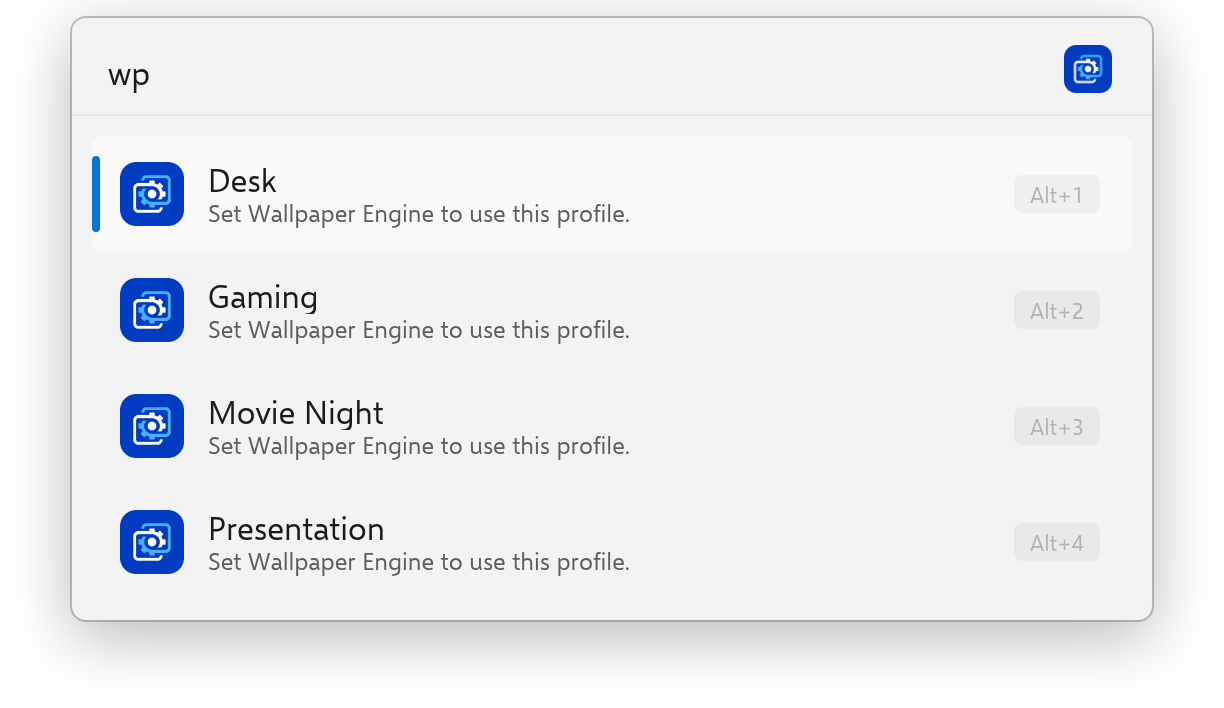 wp
Desk
Set Wallpaper Engine to use this profile.
Alt+1
Gaming
Set Wallpaper Engine to use this profile.
Alt+2
Movie Night
Set Wallpaper Engine to use this profile.
Alt+3
Presentation
Set Wallpaper Engine to use this profile.
Alt+4